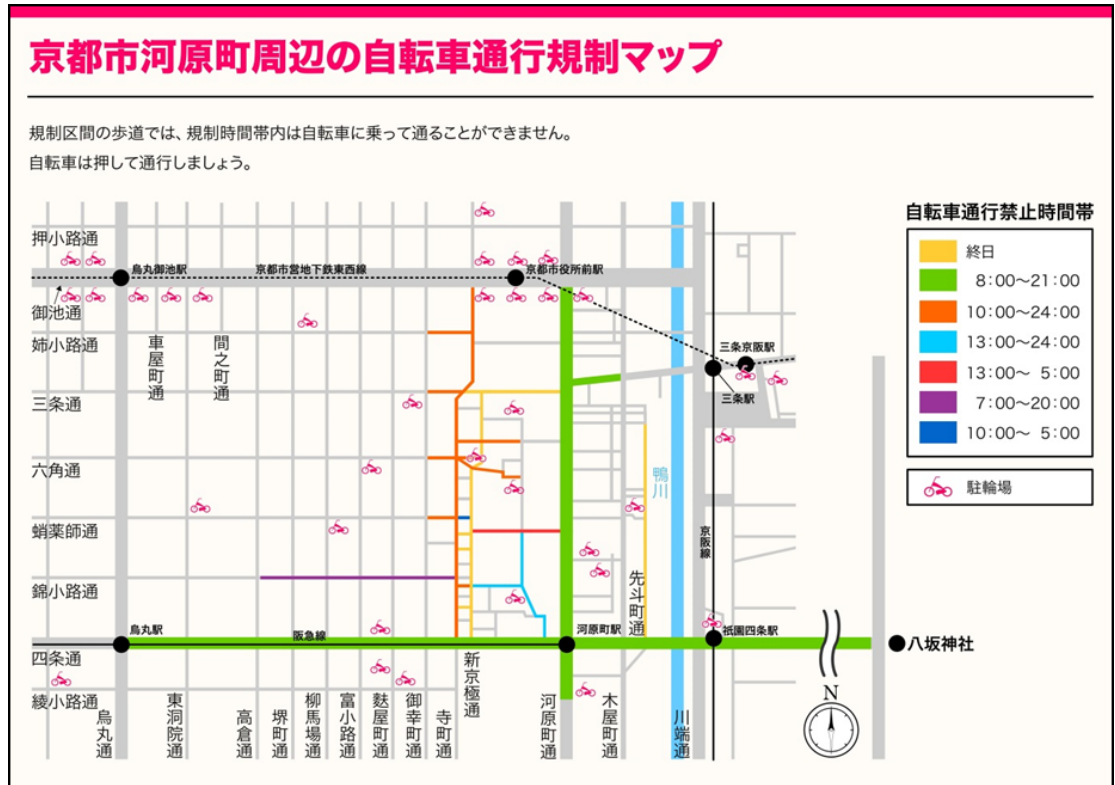 京都市河原町周辺の自転車通行規制マップ
規制区間の歩道では、規制時間帯内は自転車に乗って通ることができません。
自転車は押して通行しましょう。
自転車通行禁止時間帯
終日
8:00〜21:00
10:00〜24:00
13:00〜24:00
13:00〜 5:00
7:00〜20:00
10:00〜 5:00
駐輪場
押小路通
烏丸御池駅
京都市営地下鉄東西線
京都市役所前駅
御池通
姉小路通
車屋町通
間之町通
三条京阪駅
三条駅
三条通
六角通
鴨川
蛸薬師通
京阪線
錦小路通
先斗町通
烏丸駅
阪急線
河原町駅
祇園四条駅
八坂神社
四条通
綾小路通
烏丸通
東洞院通
高倉通
堺町通
柳馬場通
富小路通
麩屋町通
御幸町通
寺町通
新京極通
河原町通
木屋町通
川端通
N